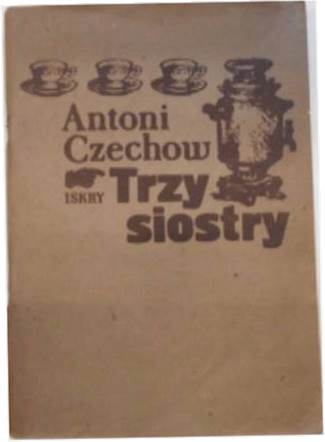 Antoni
Czechow
ISKRY Trzy
siostry